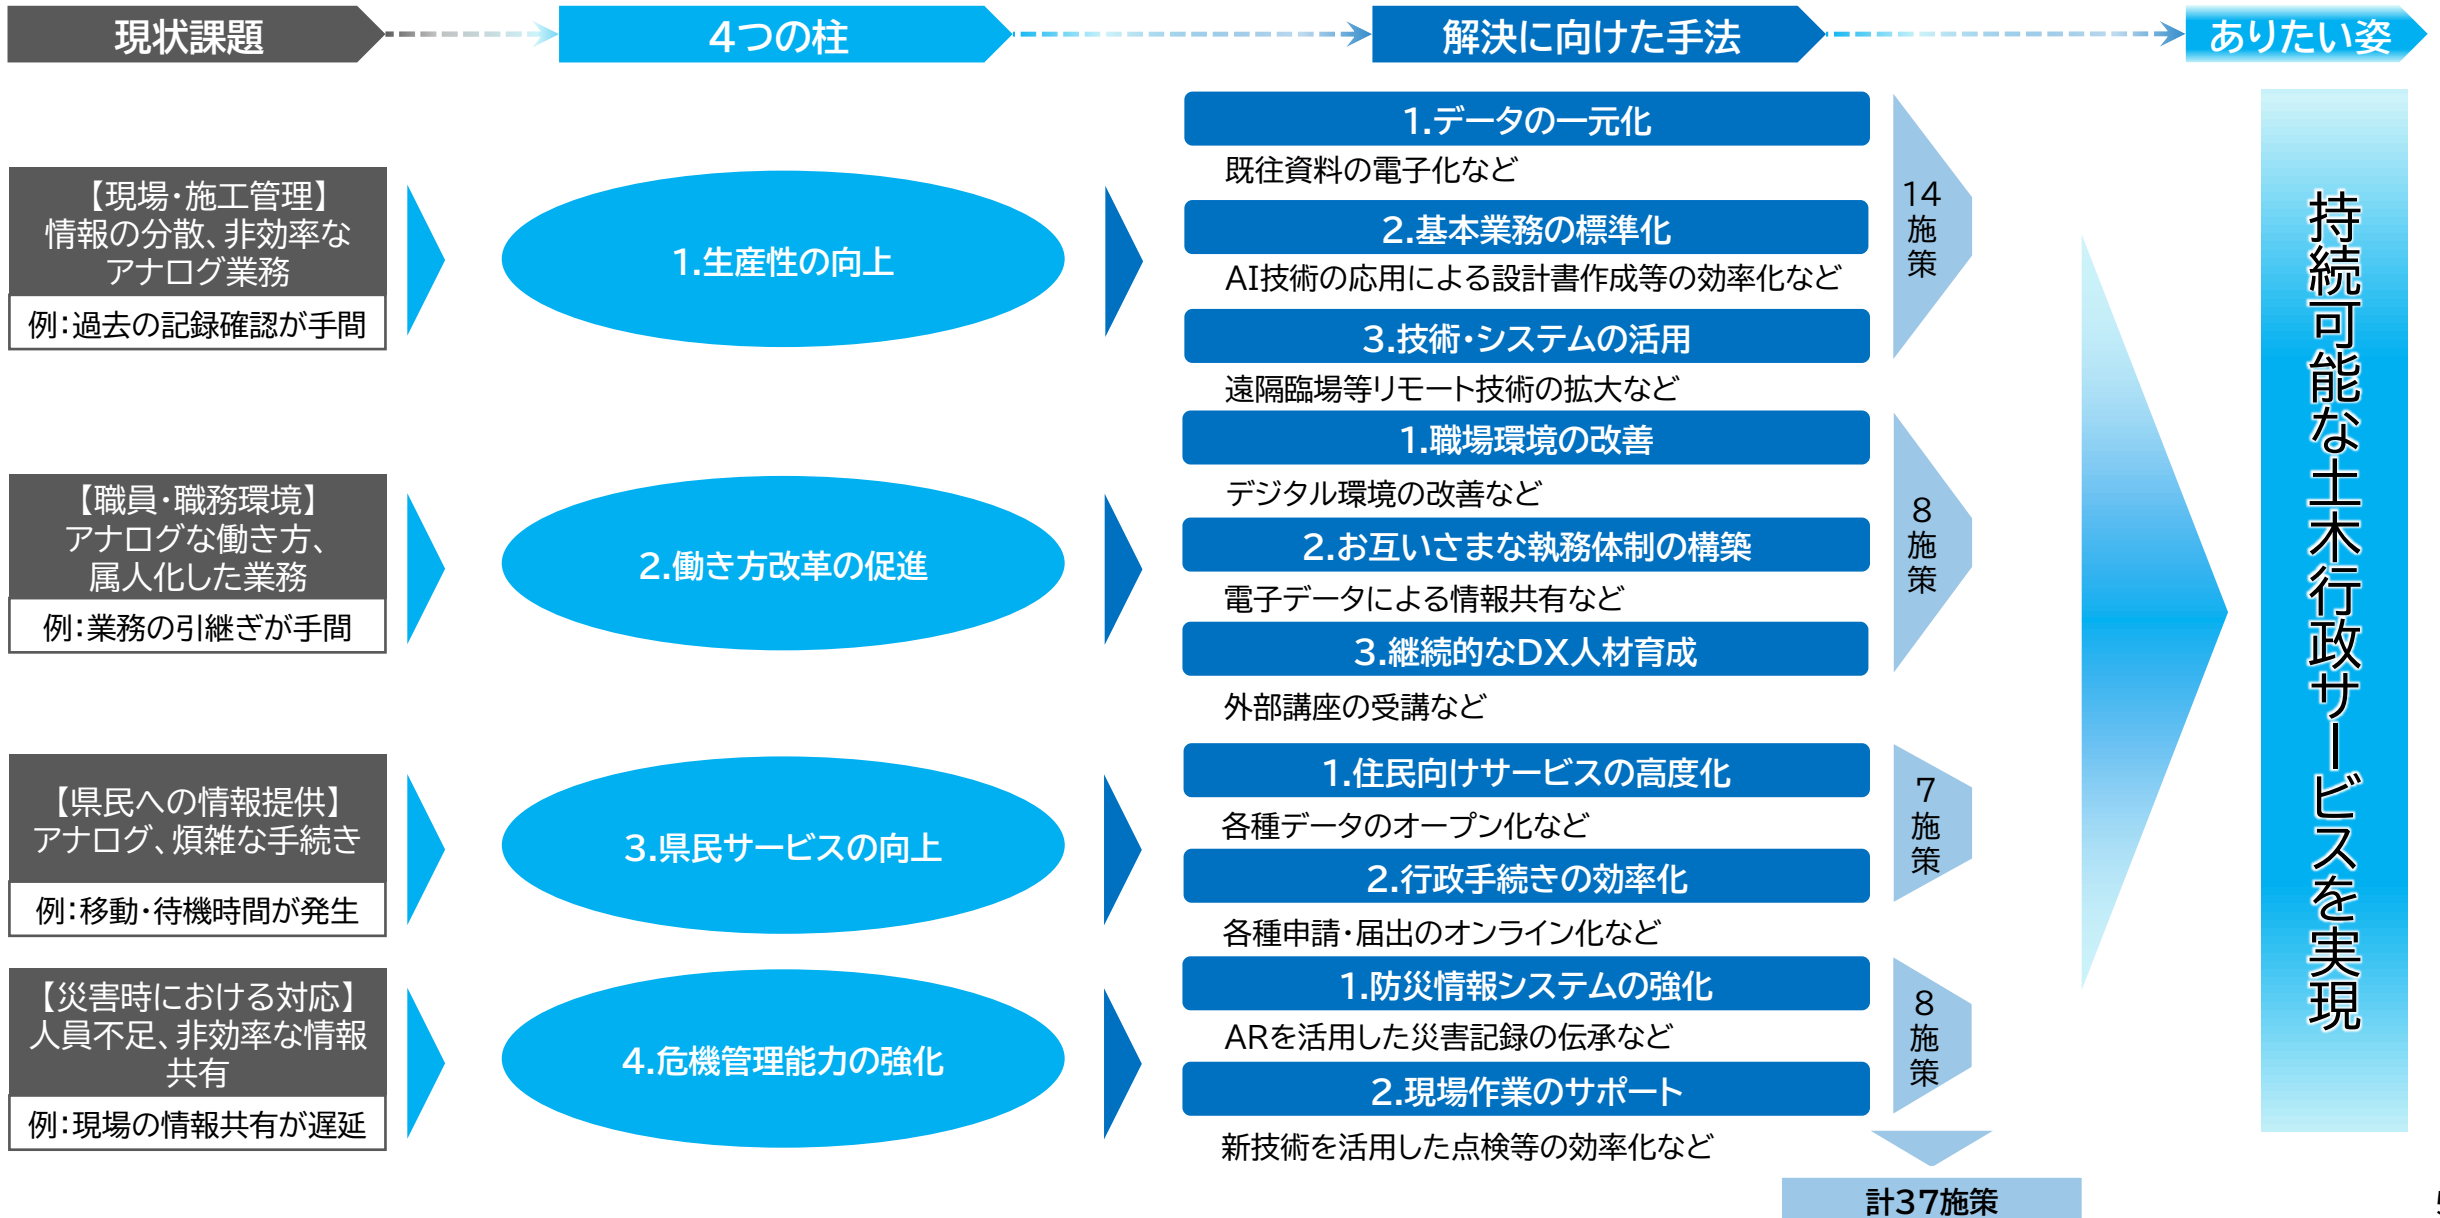 現状課題
4つの柱
解決に向けた手法
ありたい姿
【現場・施工管理】
情報の分散、非効率な
アナログ業務
例：過去の記録確認が手間
1.生産性の向上
1.データの一元化
既往資料の電子化など
2.基本業務の標準化
AI技術の応用による設計書作成等の効率化など
3.技術・システムの活用
遠隔臨場等リモート技術の拡大など
14
施
策
【職員・職務環境】
アナログな働き方、
属人化した業務
例：業務の引継ぎが手間
2.働き方改革の促進
1.職場環境の改善
デジタル環境の改善など
2.お互いさまな執務体制の構築
電子データによる情報共有など
3.継続的なDX人材育成
外部講座の受講など
8
施
策
【県民への情報提供】
アナログ、煩雑な手続き
例：移動・待機時間が発生
3.県民サービスの向上
1.住民向けサービスの高度化
各種データのオープン化など
2.行政手続きの効率化
各種申請・届出のオンライン化など
7
施
策
【災害時における対応】
人員不足、非効率な情報
共有
例：現場の情報共有が遅延
4.危機管理能力の強化
1.防災情報システムの強化
ARを活用した災害記録の伝承など
2.現場作業のサポート
新技術を活用した点検等の効率化など
8
施
策
計37施策
持続可能な土木行政サービスを実現